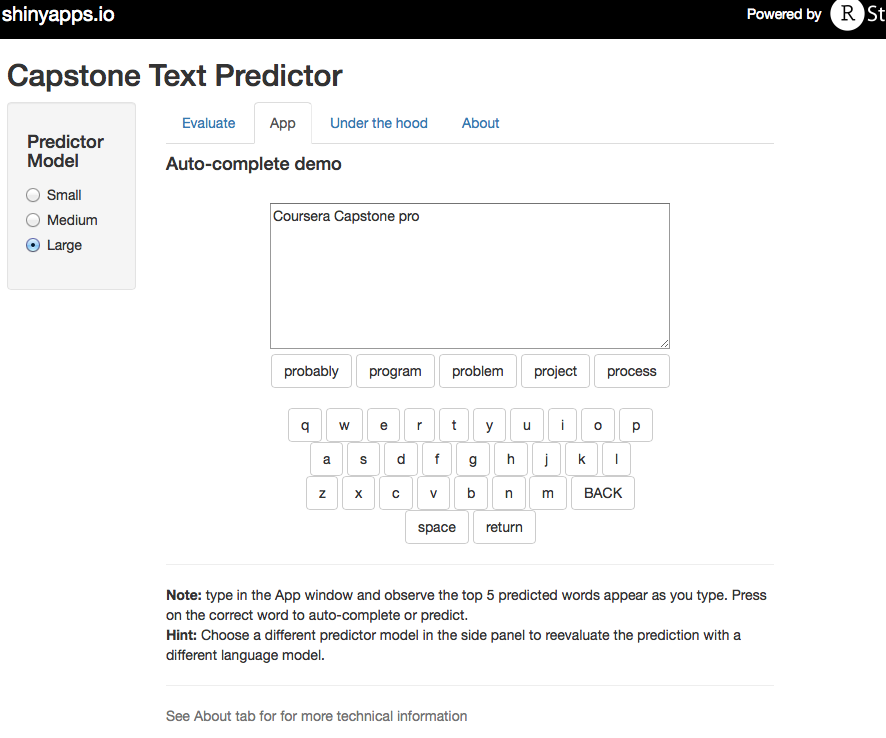 shinyapps.io
Powered by R St
Capstone Text Predictor
Predictor
Model
Small
Medium
Large
Evaluate App Under the hood About
Auto-complete demo
Coursera Capstone pro
probably program problem project process
q w e r t y u i o p
a s d f g h j k l
z x c v b n m BACK
space return
Note: type in the App window and observe the top 5 predicted words appear as you type. Press
on the correct word to auto-complete or predict.
Hint: Choose a different predictor model in the side panel to reevaluate the prediction with a
different language model.
See About tab for for more technical information